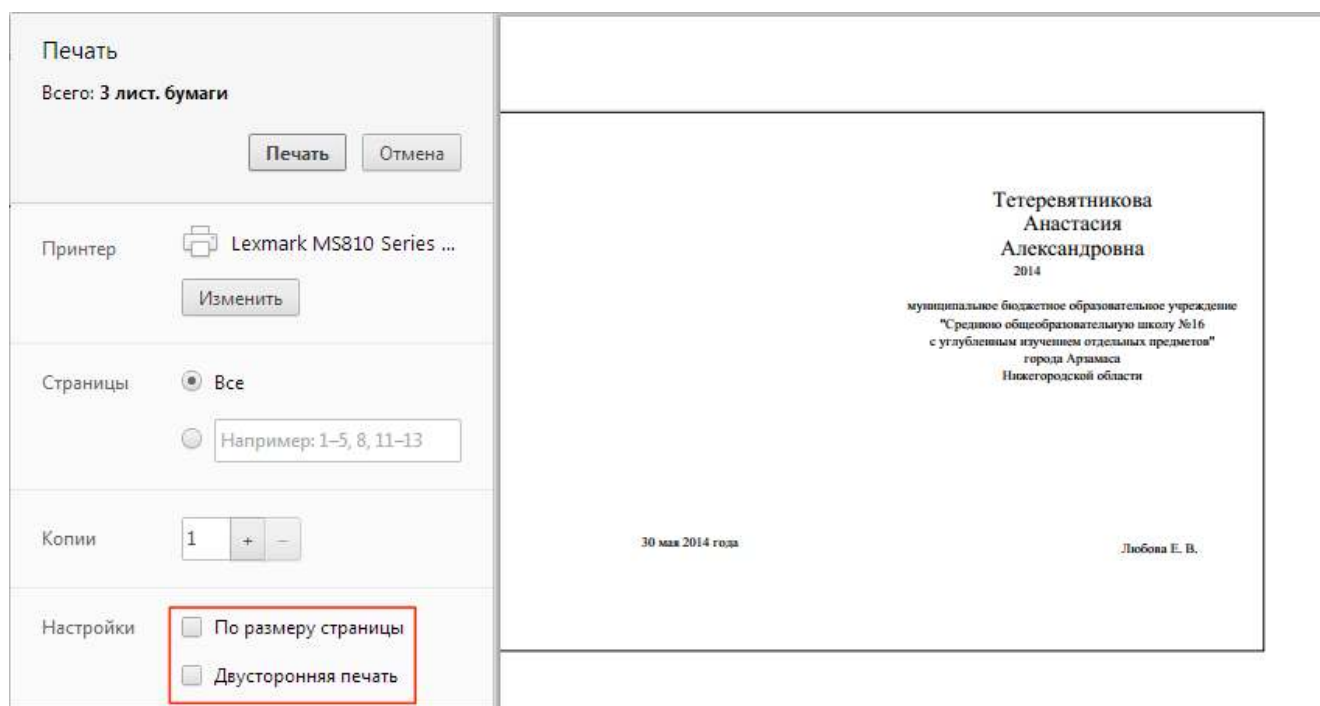 Печать
Всего: 3 лист. бумаги
Печать
Отмена
Принтер
Lexmark MS810 Series ...
Изменить
Страницы
Все
Например: 1–5, 8, 11–13
Копии
1
+
–
Настройки
По размеру страницы
Двусторонняя печать
Тетеревятникова
Анастасия
Александровна
2014
муниципальное бюджетное образовательное учреждение
"Среднюю общеобразовательную школу №16
с углубленным изучением отдельных предметов"
города Арзамаса
Нижегородской области
30 мая 2014 года
Любова Е. В.